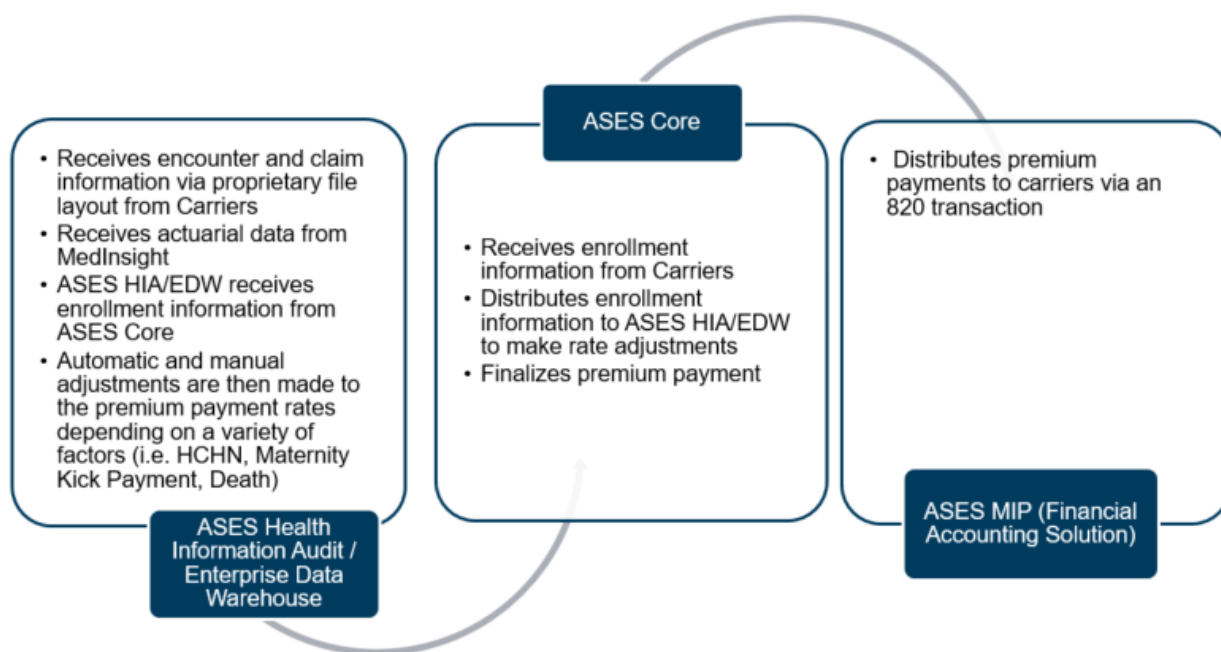 • Receives encounter and claim
information via proprietary file
layout from Carriers
• Receives actuarial data from
MedInsight
• ASES HIA/EDW receives
enrollment information from
ASES Core
• Automatic and manual
adjustments are then made to
the premium payment rates
depending on a variety of
factors (i.e. HCHN, Maternity
Kick Payment, Death)
ASES Health
Information Audit /
Enterprise Data
Warehouse
ASES Core
• Receives enrollment
information from Carriers
• Distributes enrollment
information to ASES HIA/EDW
to make rate adjustments
• Finalizes premium payment
• Distributes premium
payments to carriers via an
820 transaction
ASES MIP (Financial
Accounting Solution)